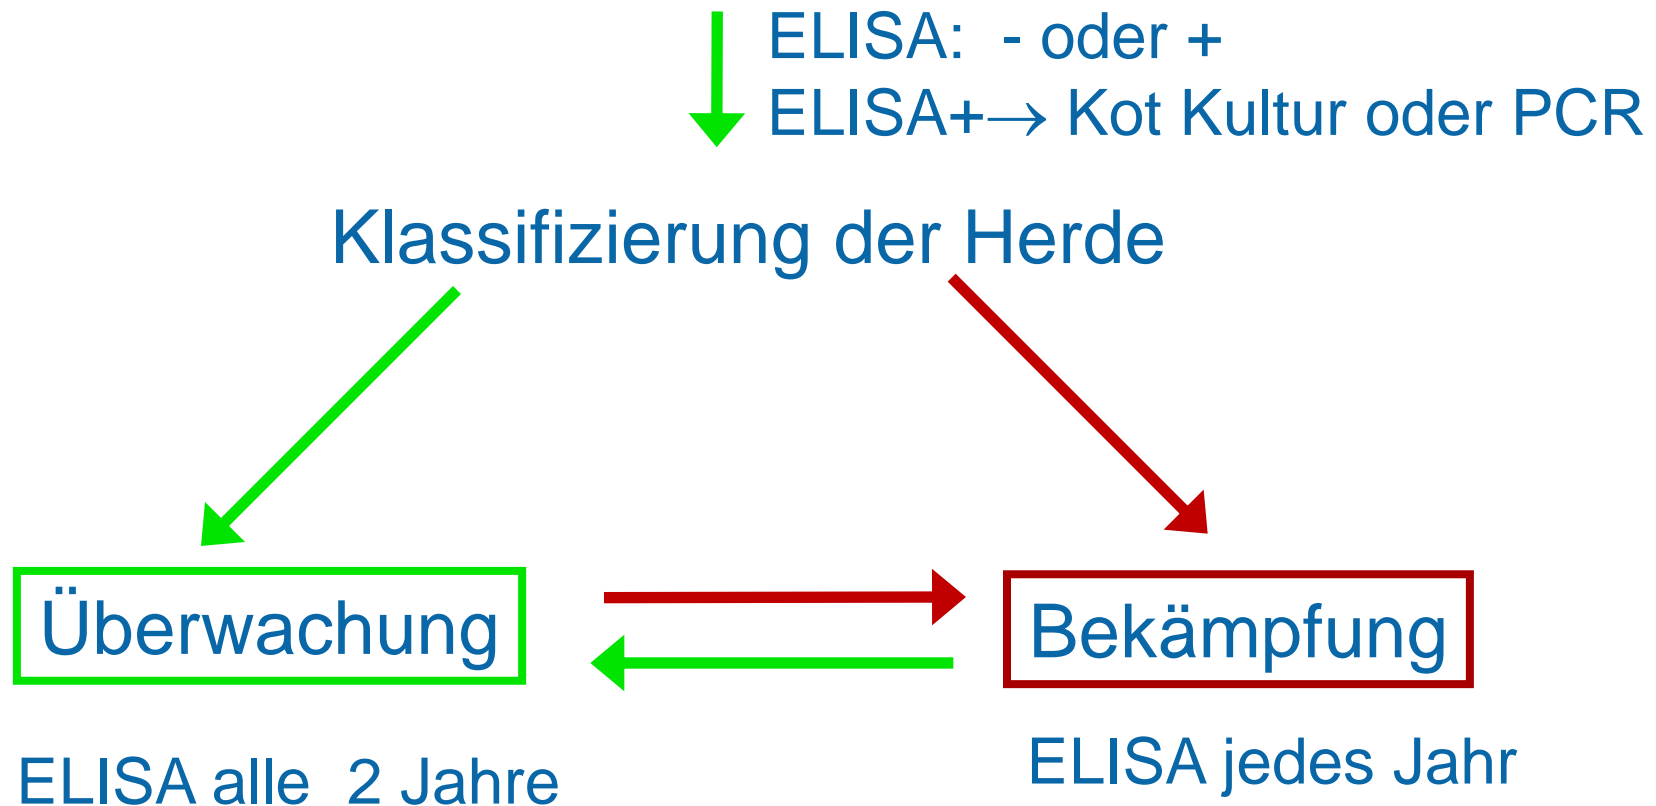 ELISA: - oder +
ELISA+→ Kot Kultur oder PCR
Klassifizierung der Herde
Überwachung
Bekämpfung
ELISA alle 2 Jahre
ELISA jedes Jahr